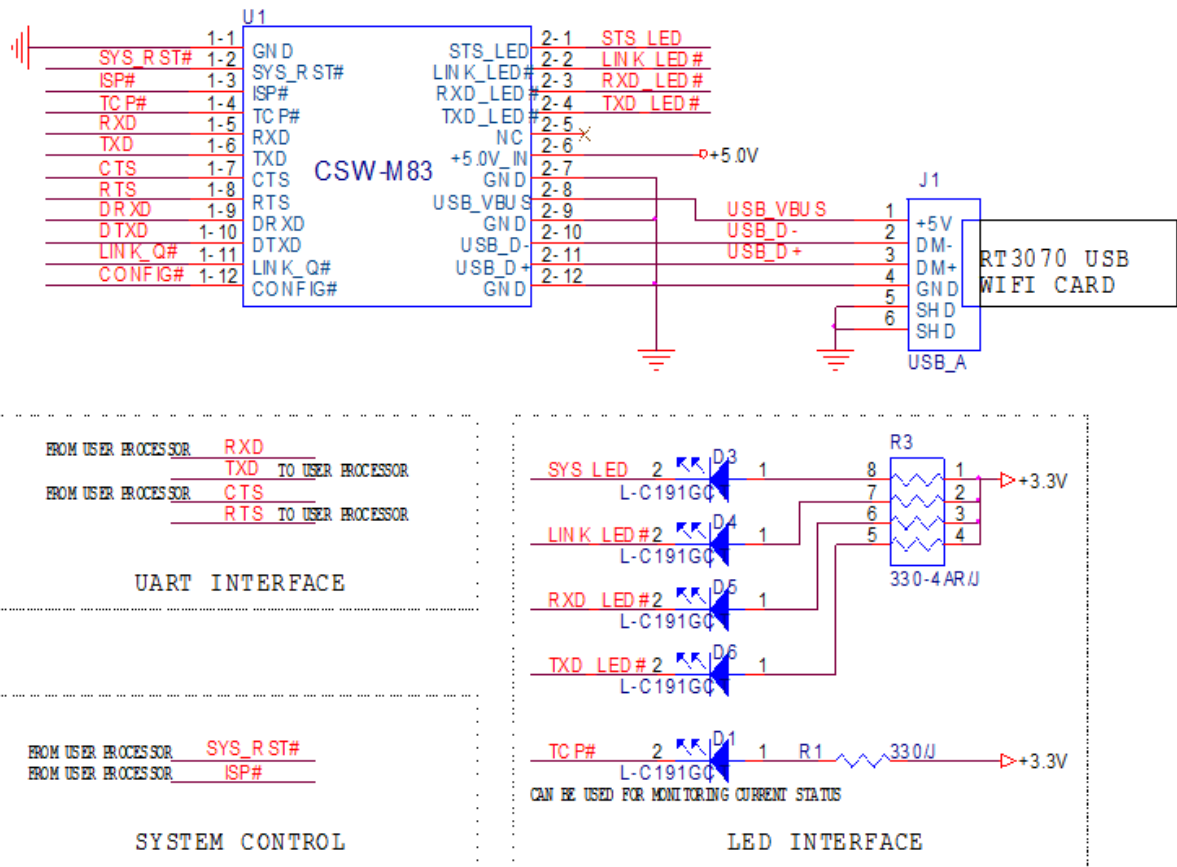 U1
1-1 GND STS_LED 2-1 STS_LED
SYS_RST# 1-2 SYS_RST# LINK_LED# 2-2 LINK_LED#
ISP# 1-3 ISP# RXD_LED# 2-3 RXD_LED#
TCP# 1-4 TCP# TXD_LED# 2-4 TXD_LED#
RXD 1-5 RXD NC 2-5
TXD 1-6 TXD +5.0V_IN 2-6 +5.0V
CTS 1-7 CTS GND 2-7
RTS 1-8 RTS USB_VBUS 2-8
DRXD 1-9 DRXD GND 2-9
DTXD 1-10 DTXD USB_D- 2-10
LINK_Q# 1-11 LINK_Q# USB_D+ 2-11
CONFIG# 1-12 CONFIG# GND 2-12
CSW-M83
J1
USB_VBUS 1 +5V
USB_D- 2 DM-
USB_D+ 3 DM+
4 GND
5 SHD
6 SHD
USB_A
RT3070 USB
WIFI CARD
FROM USER PROCESSOR RXD
TXD TO USER PROCESSOR
FROM USER PROCESSOR CTS
RTS TO USER PROCESSOR
UART INTERFACE
FROM USER PROCESSOR SYS_RST#
FROM USER PROCESSOR ISP#
SYSTEM CONTROL
R3
SYS_LED 2 D3 1 8 1 +3.3V
L-C191GCT 7 2
6 3
LINK_LED# 2 D4 1 5 4
L-C191GCT
330-4AR/J
RXD_LED# 2 D5 1
L-C191GCT
TXD_LED# 2 D6 1
L-C191GCT
TCP# 2 D1 1 R1 330/J +3.3V
L-C191GCT
CAN BE USED FOR MONITORING CURRENT STATUS
LED INTERFACE